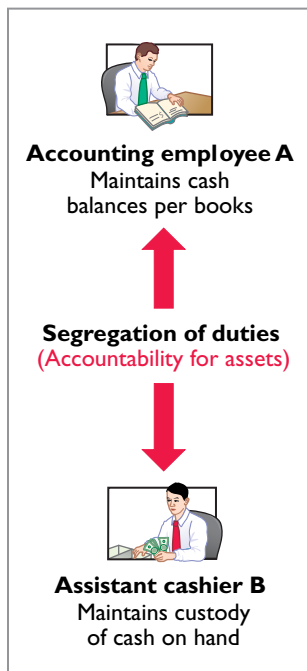 Accounting employee A
Maintains cash
balances per books
Segregation of duties
(Accountability for assets)
Assistant cashier B
Maintains custody
of cash on hand